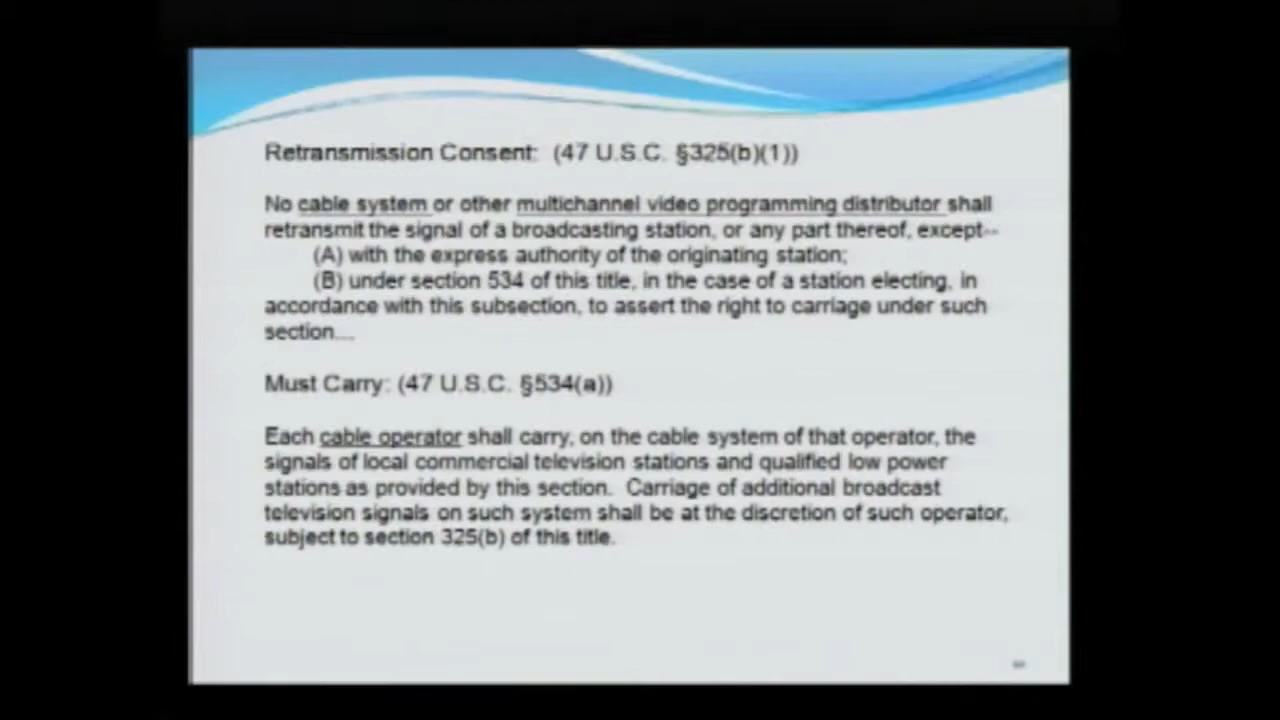 Retransmission Consent: (47 U.S.C. §325(b)(1))
No cable system or other multichannel video programming distributor shall
retransmit the signal of a broadcasting station, or any part thereof, except--
(A) with the express authority of the originating station;
(B) under section 534 of this title, in the case of a station electing, in
accordance with this subsection, to assert the right to carriage under such
section...
Must Carry: (47 U.S.C. §534(a))
Each cable operator shall carry, on the cable system of that operator, the
signals of local commercial television stations and qualified low power
stations as provided by this section. Carriage of additional broadcast
television signals on such system shall be at the discretion of such operator,
subject to section 325(b) of this title.